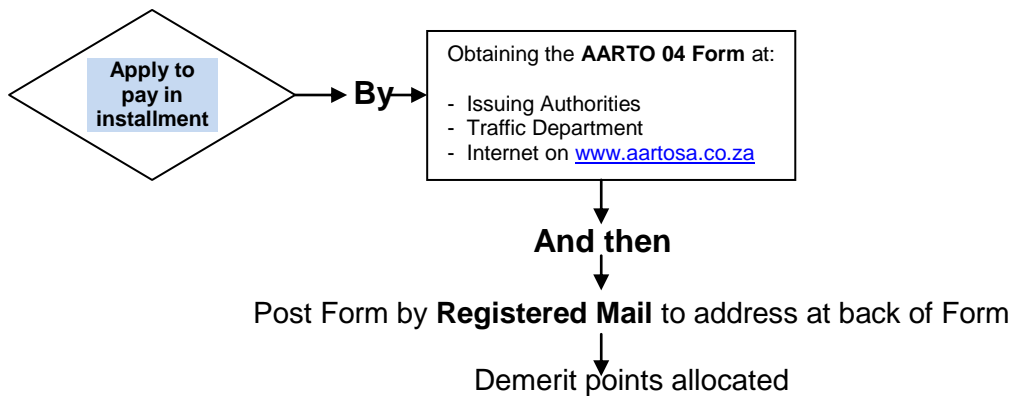 Apply to
pay in
installment
By
Obtaining the AARTO 04 Form at:
- Issuing Authorities
- Traffic Department
- Internet on www.aartosa.co.za
And then
Post Form by Registered Mail to address at back of Form
Demerit points allocated